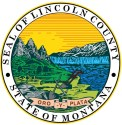 SEAL OF LINCOLN COUNTY
STATE OF MONTANA
ORO Y PLATA